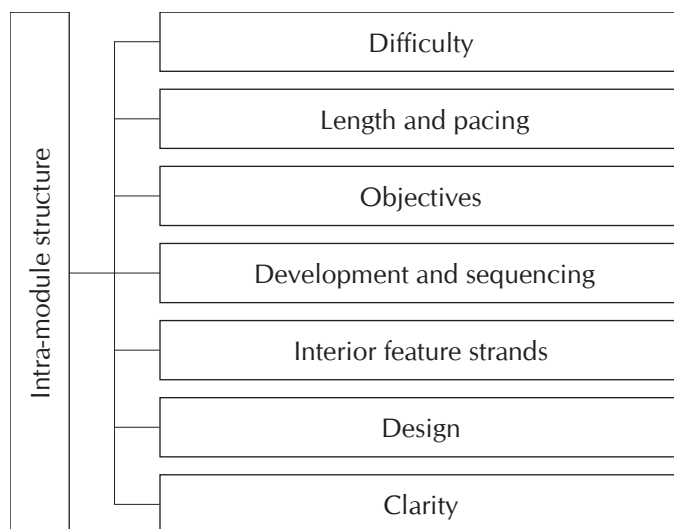 Intra-module structure
Difficulty
Length and pacing
Objectives
Development and sequencing
Interior feature strands
Design
Clarity